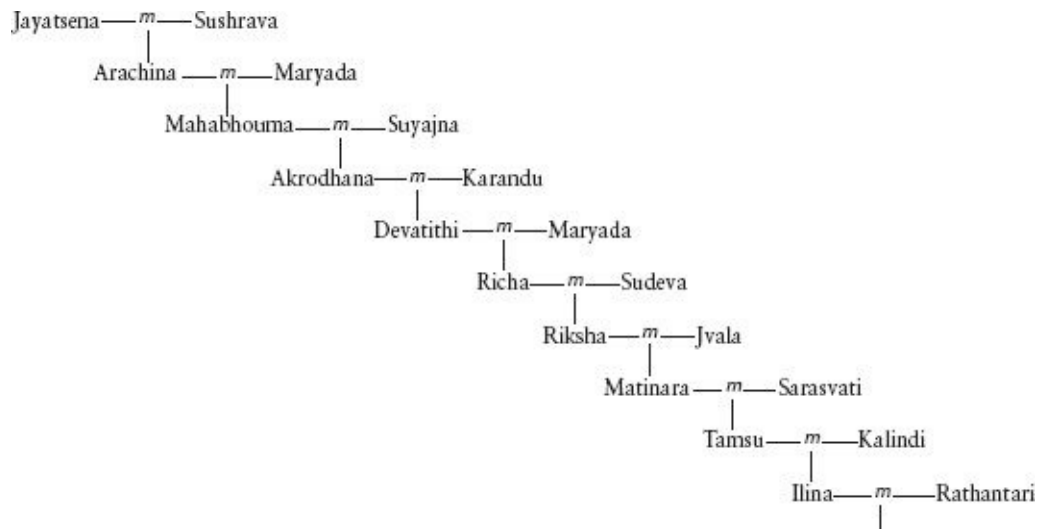 Jayatsena m Sushrava
Arachina m Maryada
Mahabhouma m Suyajna
Akrodhana m Karandu
Devatithi m Maryada
Richa m Sudeva
Riksha m Jvala
Matinara m Sarasvati
Tamsu m Kalindi
Ilina m Rathantari